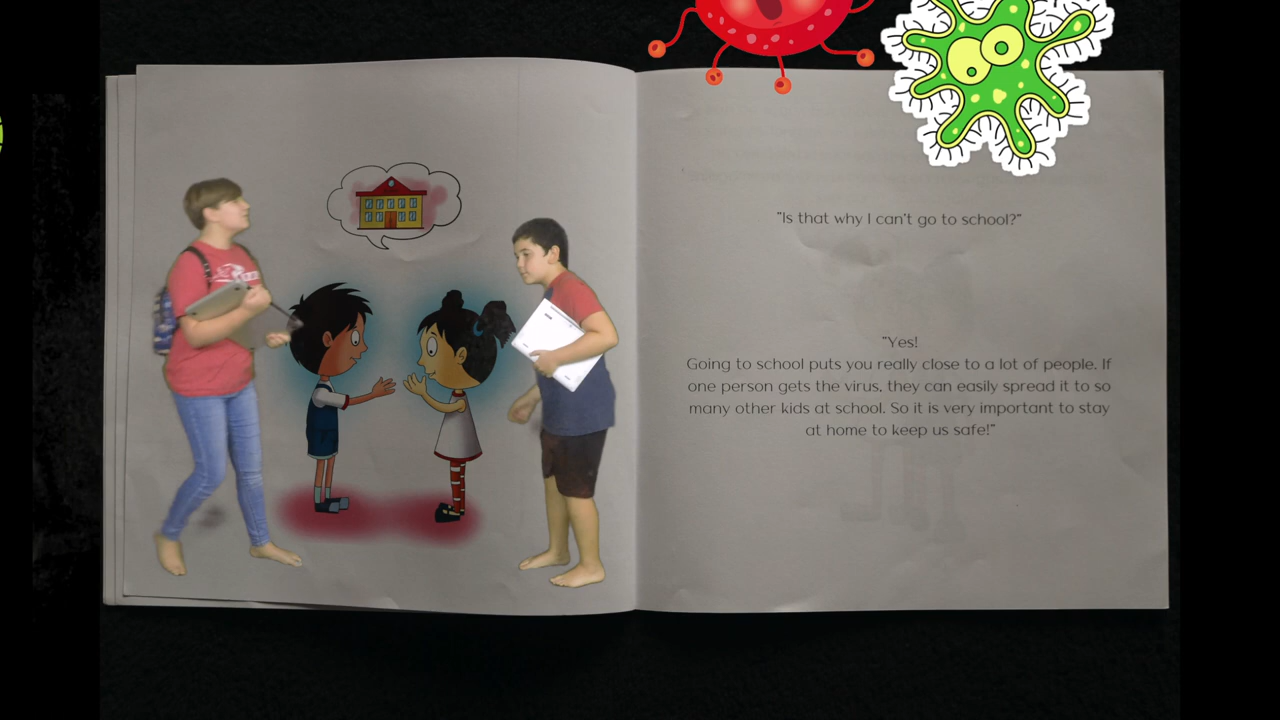 "Is that why I can't go to school?"
"Yes!
Going to school puts you really close to a lot of people. If
one person gets the virus, they can easily spread it to so
many other kids at school. So it is very important to stay
at home to keep us safe!"